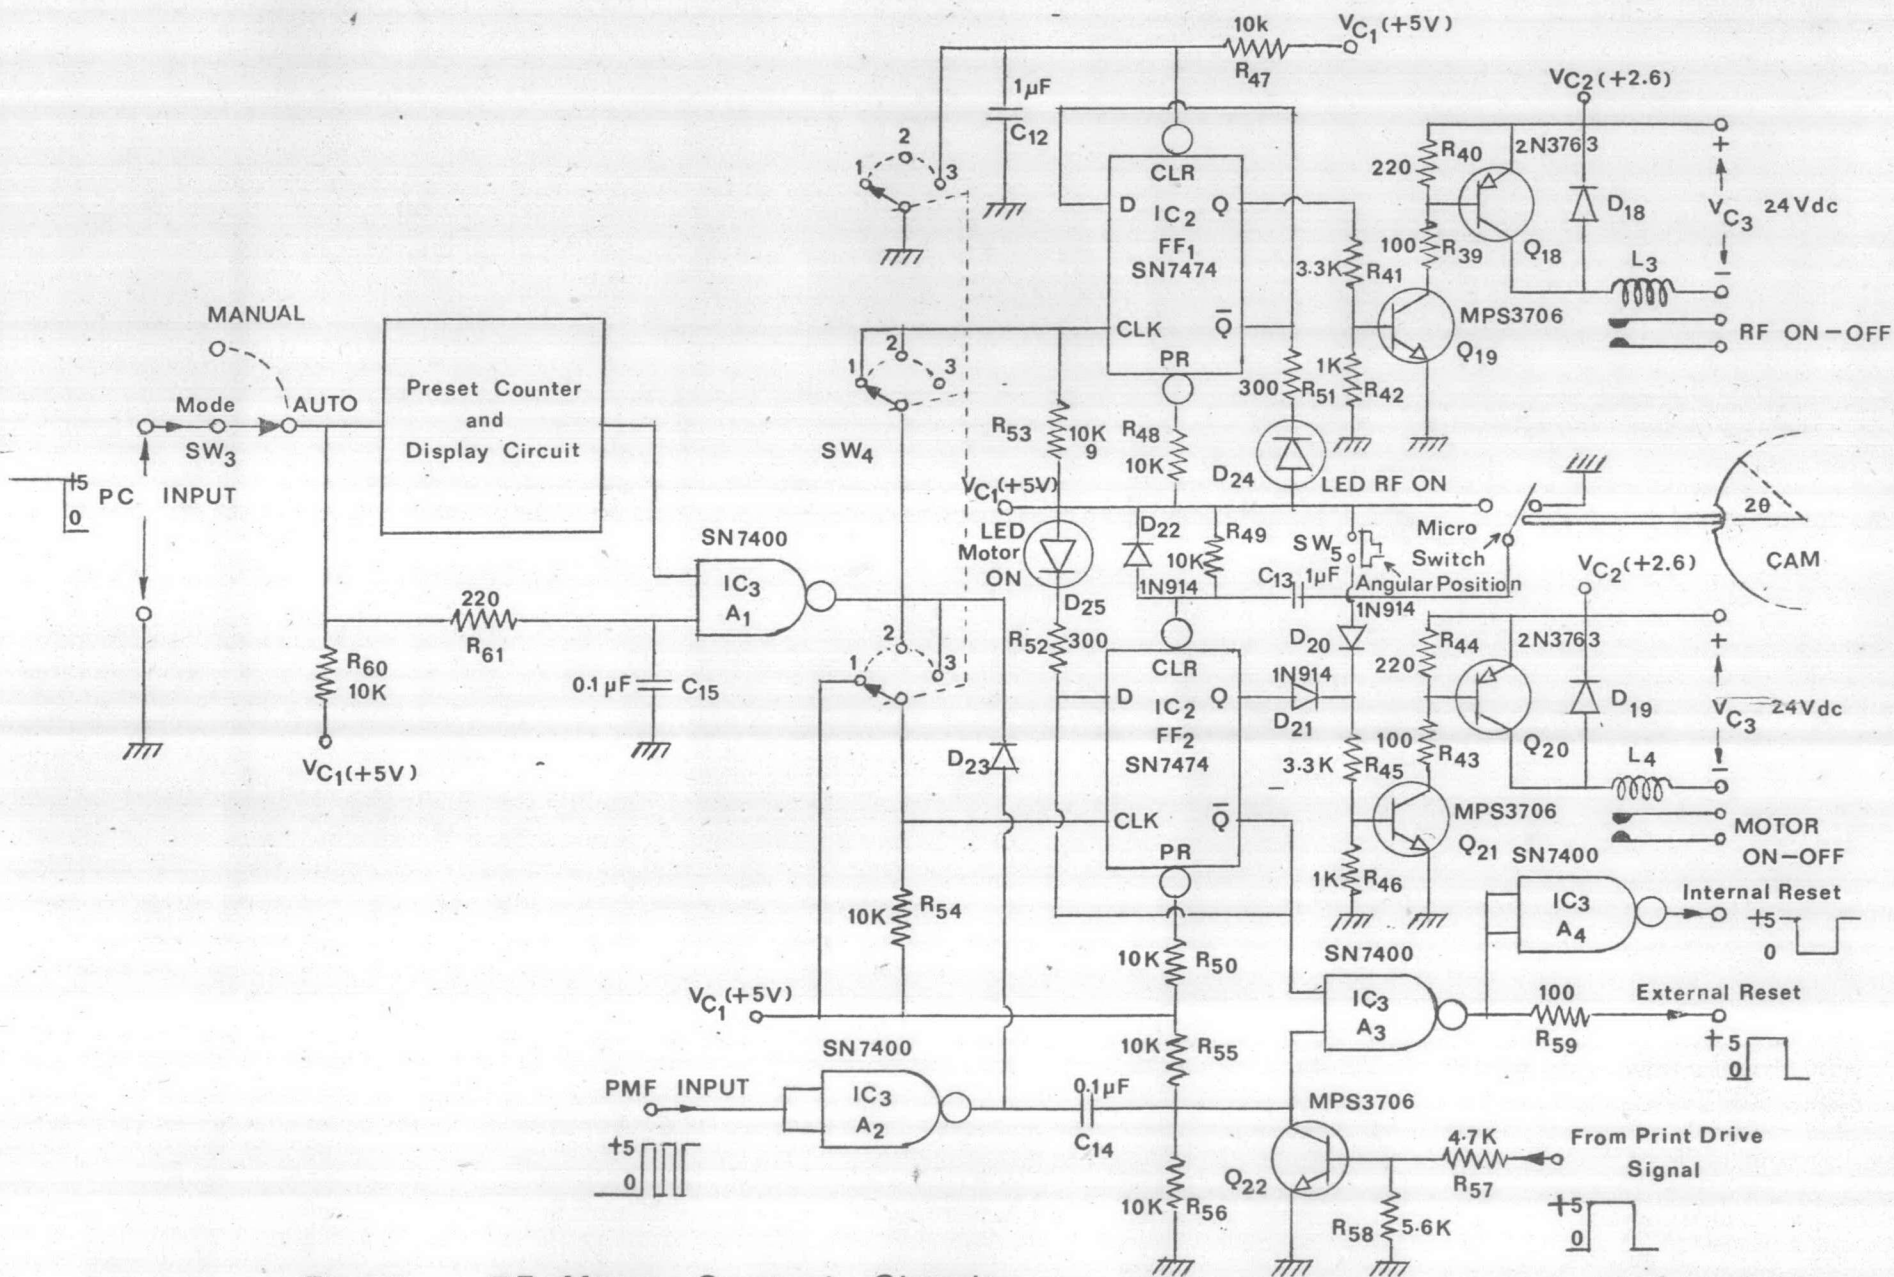 10k
VC1(+5V)
R47
1µF
C12
VC2(+2.6)
2
1
3
CLR
D
IC2
Q
FF1
SN7474
CLK
Q
PR
R40
220
2N3763
D18
VC3
24Vdc
+
−
100
R39
Q18
3.3K
R41
L3
MPS3706
Q19
RF ON−OFF
1K
R42
300
R51
MANUAL
Mode
AUTO
SW3
Preset Counter
and
Display Circuit
+5
0
PC INPUT
2
1
3
SW4
R53
10K
9
R48
10K
D24
LED RF ON
VC1(+5V)
LED
Motor
ON
D25
D22
1N914
R49
10K
C13
1µF
SW5
Micro
Switch
Angular Position
2θ
CAM
SN7400
IC3
A1
220
R61
R60
10K
0.1µF
C15
VC1(+5V)
2
1
3
R52
300
CLR
D
IC2
Q
FF2
SN7474
CLK
Q
PR
1N914
D20
1N914
D21
VC2(+2.6)
R44
220
2N3763
D19
VC3
24Vdc
+
−
100
R43
Q20
3.3K
R45
L4
MPS3706
Q21
MOTOR
ON−OFF
1K
R46
D23
10K
R54
10K
R50
SN7400
IC3
A4
Internal Reset
+5
0
SN7400
IC3
A3
100
R59
External Reset
+5
0
VC1(+5V)
10K
R55
SN7400
IC3
A2
PMF INPUT
+5
0
0.1µF
C14
10K
R56
MPS3706
Q22
4.7K
R57
From Print Drive
Signal
+5
0
R58
5.6K